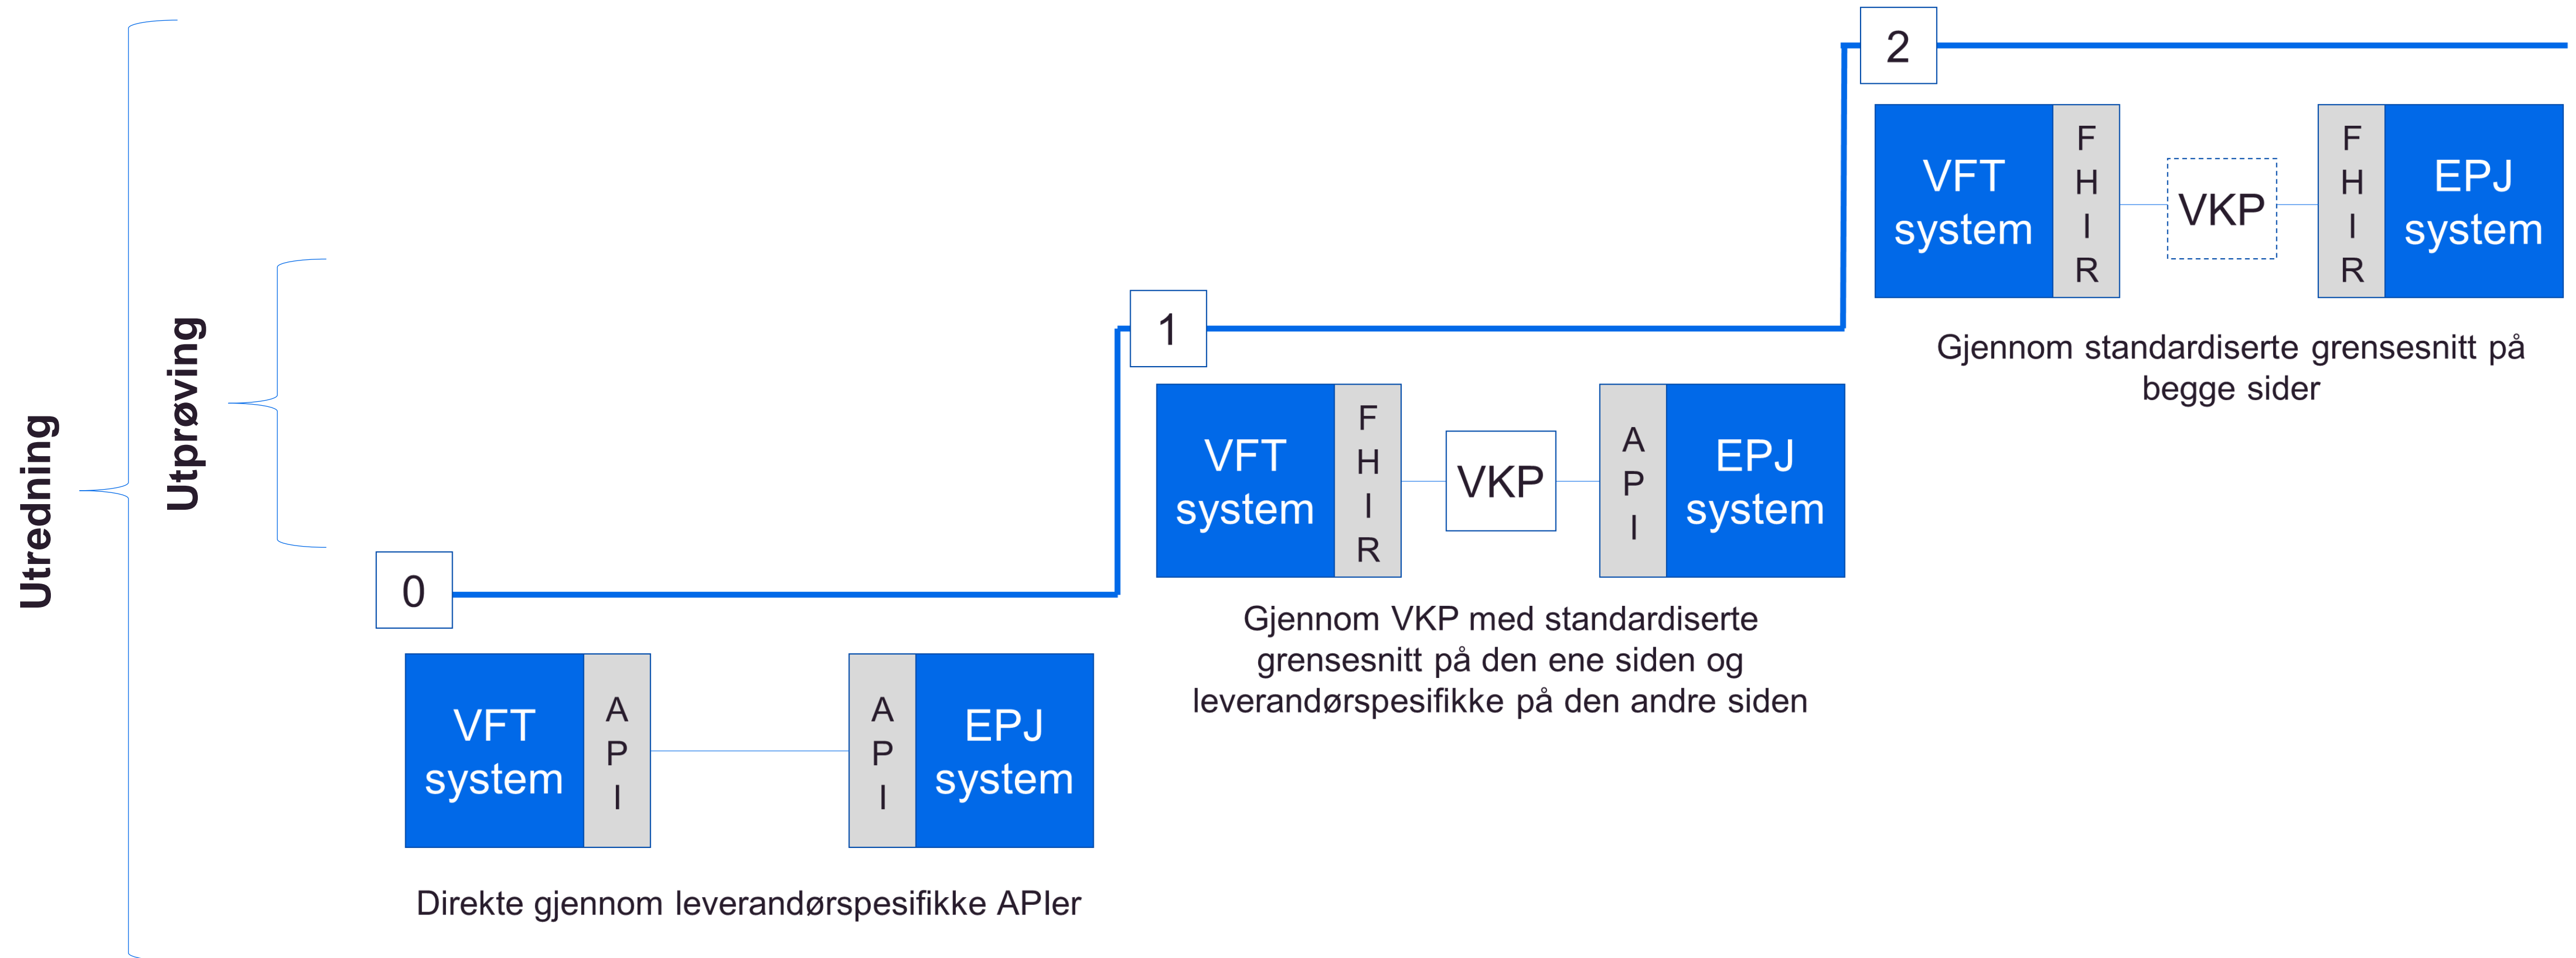 Utredning
Utprøving
0
VFT
system
A
P
I
A
P
I
EPJ
system
Direkte gjennom leverandørspesifikke APIer
1
VFT
system
F
H
I
R
VKP
A
P
I
EPJ
system
Gjennom VKP med standardiserte
grensesnitt på den ene siden og
leverandørspesifikke på den andre siden
2
VFT
system
F
H
I
R
VKP
F
H
I
R
EPJ
system
Gjennom standardiserte grensesnitt på
begge sider